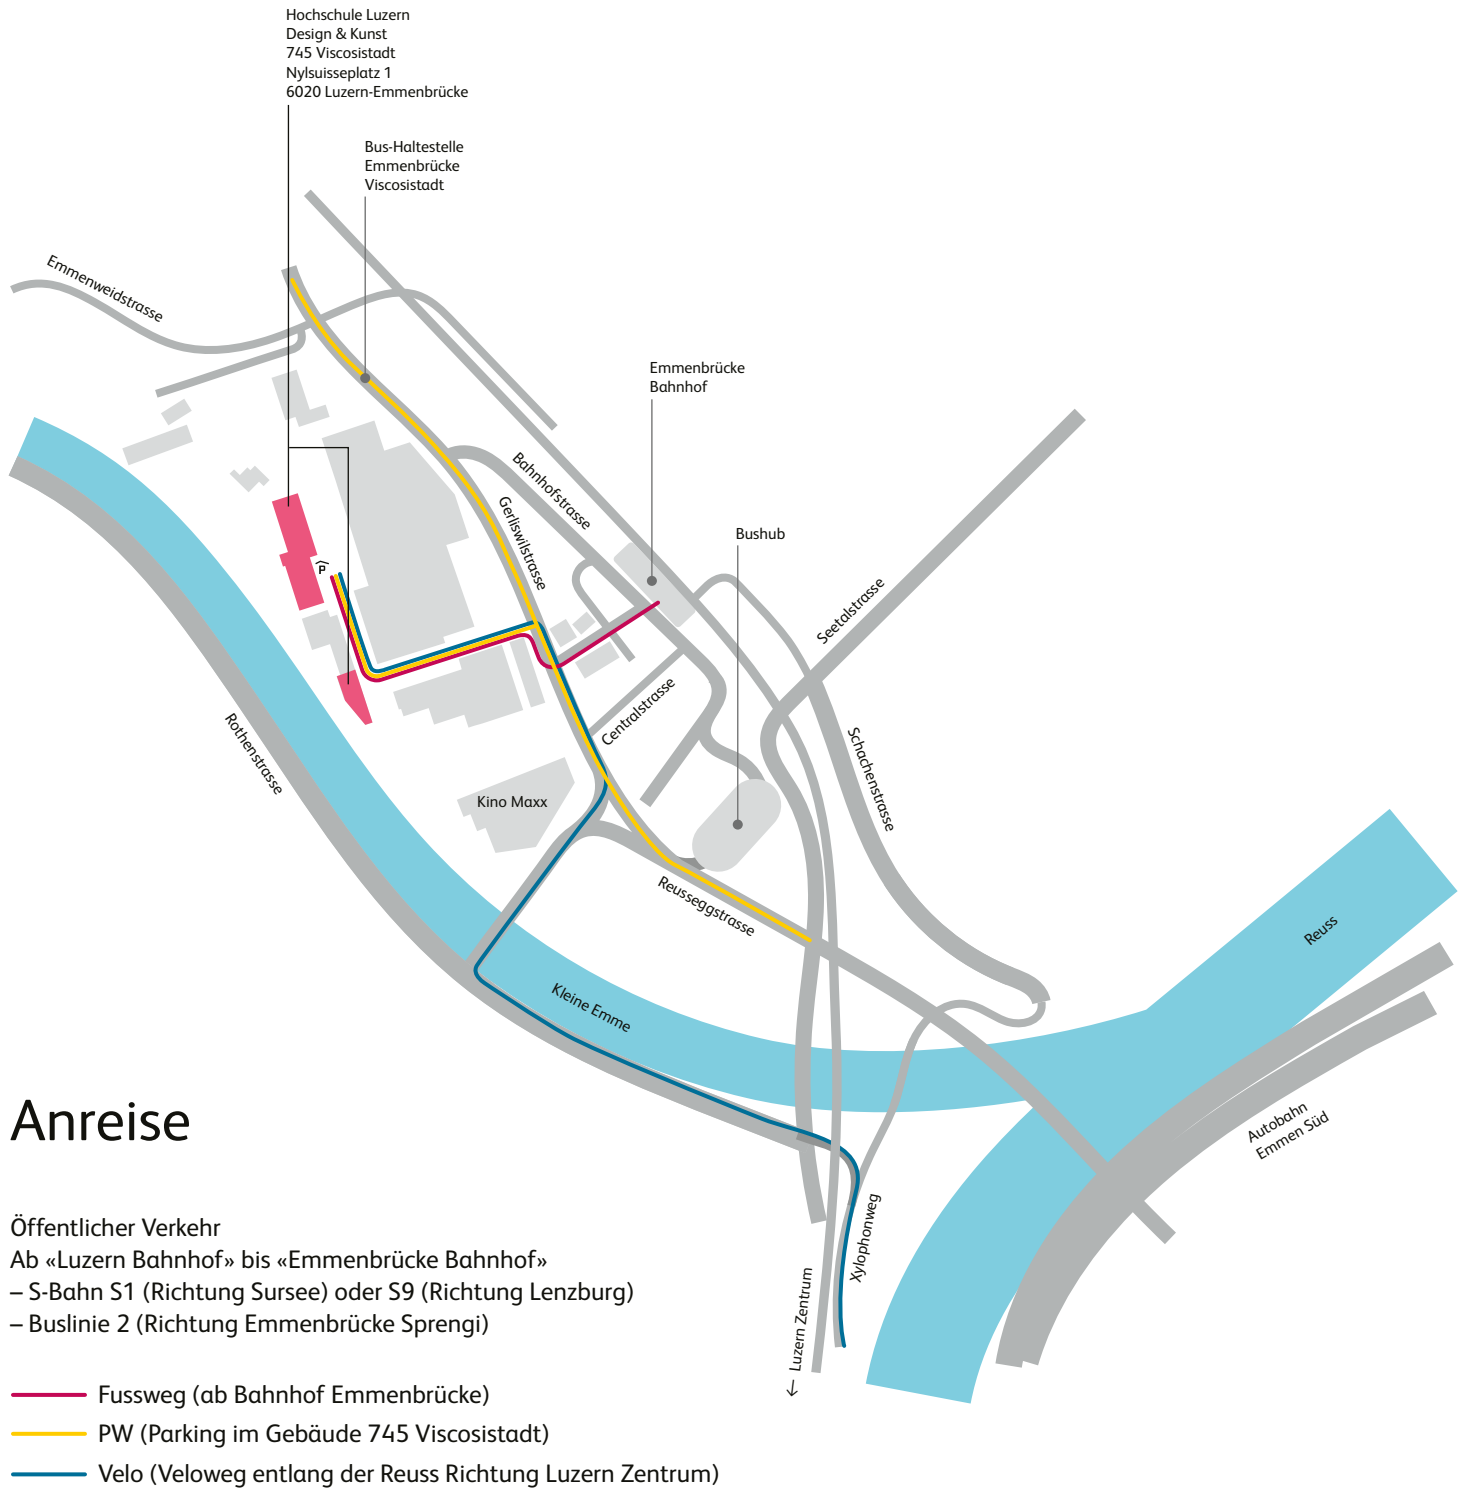 Hochschule Luzern
Design & Kunst
745 Viscosistadt
Nylsuisseplatz 1
6020 Luzern-Emmenbrücke
Bus-Haltestelle
Emmenbrücke
Viscosistadt
Emmenweidstrasse
Emmenbrücke
Bahnhof
Bahnhofstrasse
Gerliswilstrasse
Bushub
P
Seetalstrasse
Centralstrasse
Rothenstrasse
Schachenstrasse
Kino Maxx
Reusseggstrasse
Reuss
Kleine Emme
Autobahn
Emmen Süd
Xylophonweg
← Luzern Zentrum
Anreise
Öffentlicher Verkehr
Ab «Luzern Bahnhof» bis «Emmenbrücke Bahnhof»
– S-Bahn S1 (Richtung Sursee) oder S9 (Richtung Lenzburg)
– Buslinie 2 (Richtung Emmenbrücke Sprengi)
Fussweg (ab Bahnhof Emmenbrücke)
PW (Parking im Gebäude 745 Viscosistadt)
Velo (Veloweg entlang der Reuss Richtung Luzern Zentrum)